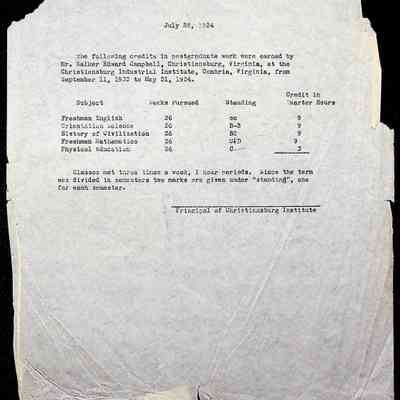 July 28, 1934
The following credits in postgraduate work were earned by
Mr. Walker Edward Campbell, Christiansburg, Virginia, at the
Christiansburg Industrial Institute, Cambria, Virginia, from
September 11, 1933 to May 31, 1934.
Subject Weeks Pursued Standing Credit in Quarter Hours
Freshman English 36 9
Orientation Science 36 B-B 9
History of Civilization 36 BC 9
Freshman Mathematics 36 9
Physical Education 36 C 3
Classes met three times a week, 1 hour periods. Since the term
was divided in semesters two marks are given under "standing", one
for each semester.
Principal of Christiansburg Institute